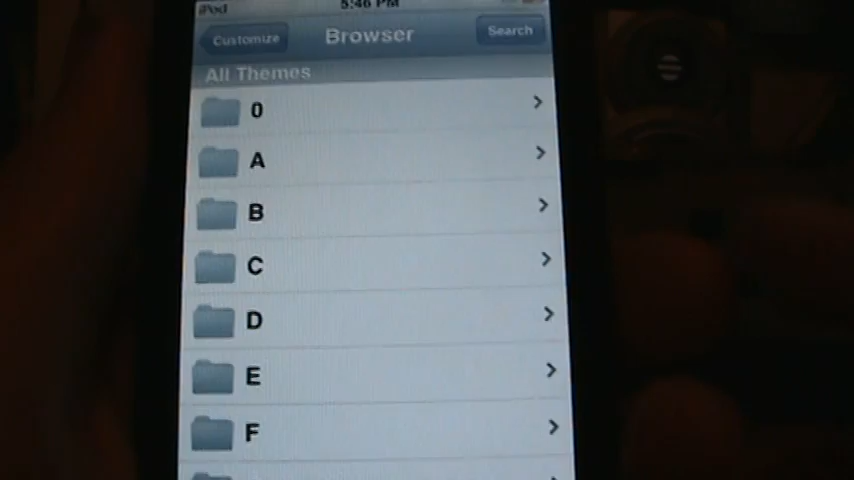 iPod 5:46 PM
Customize Browser Search
All Themes
0
A
B
C
D
E
F